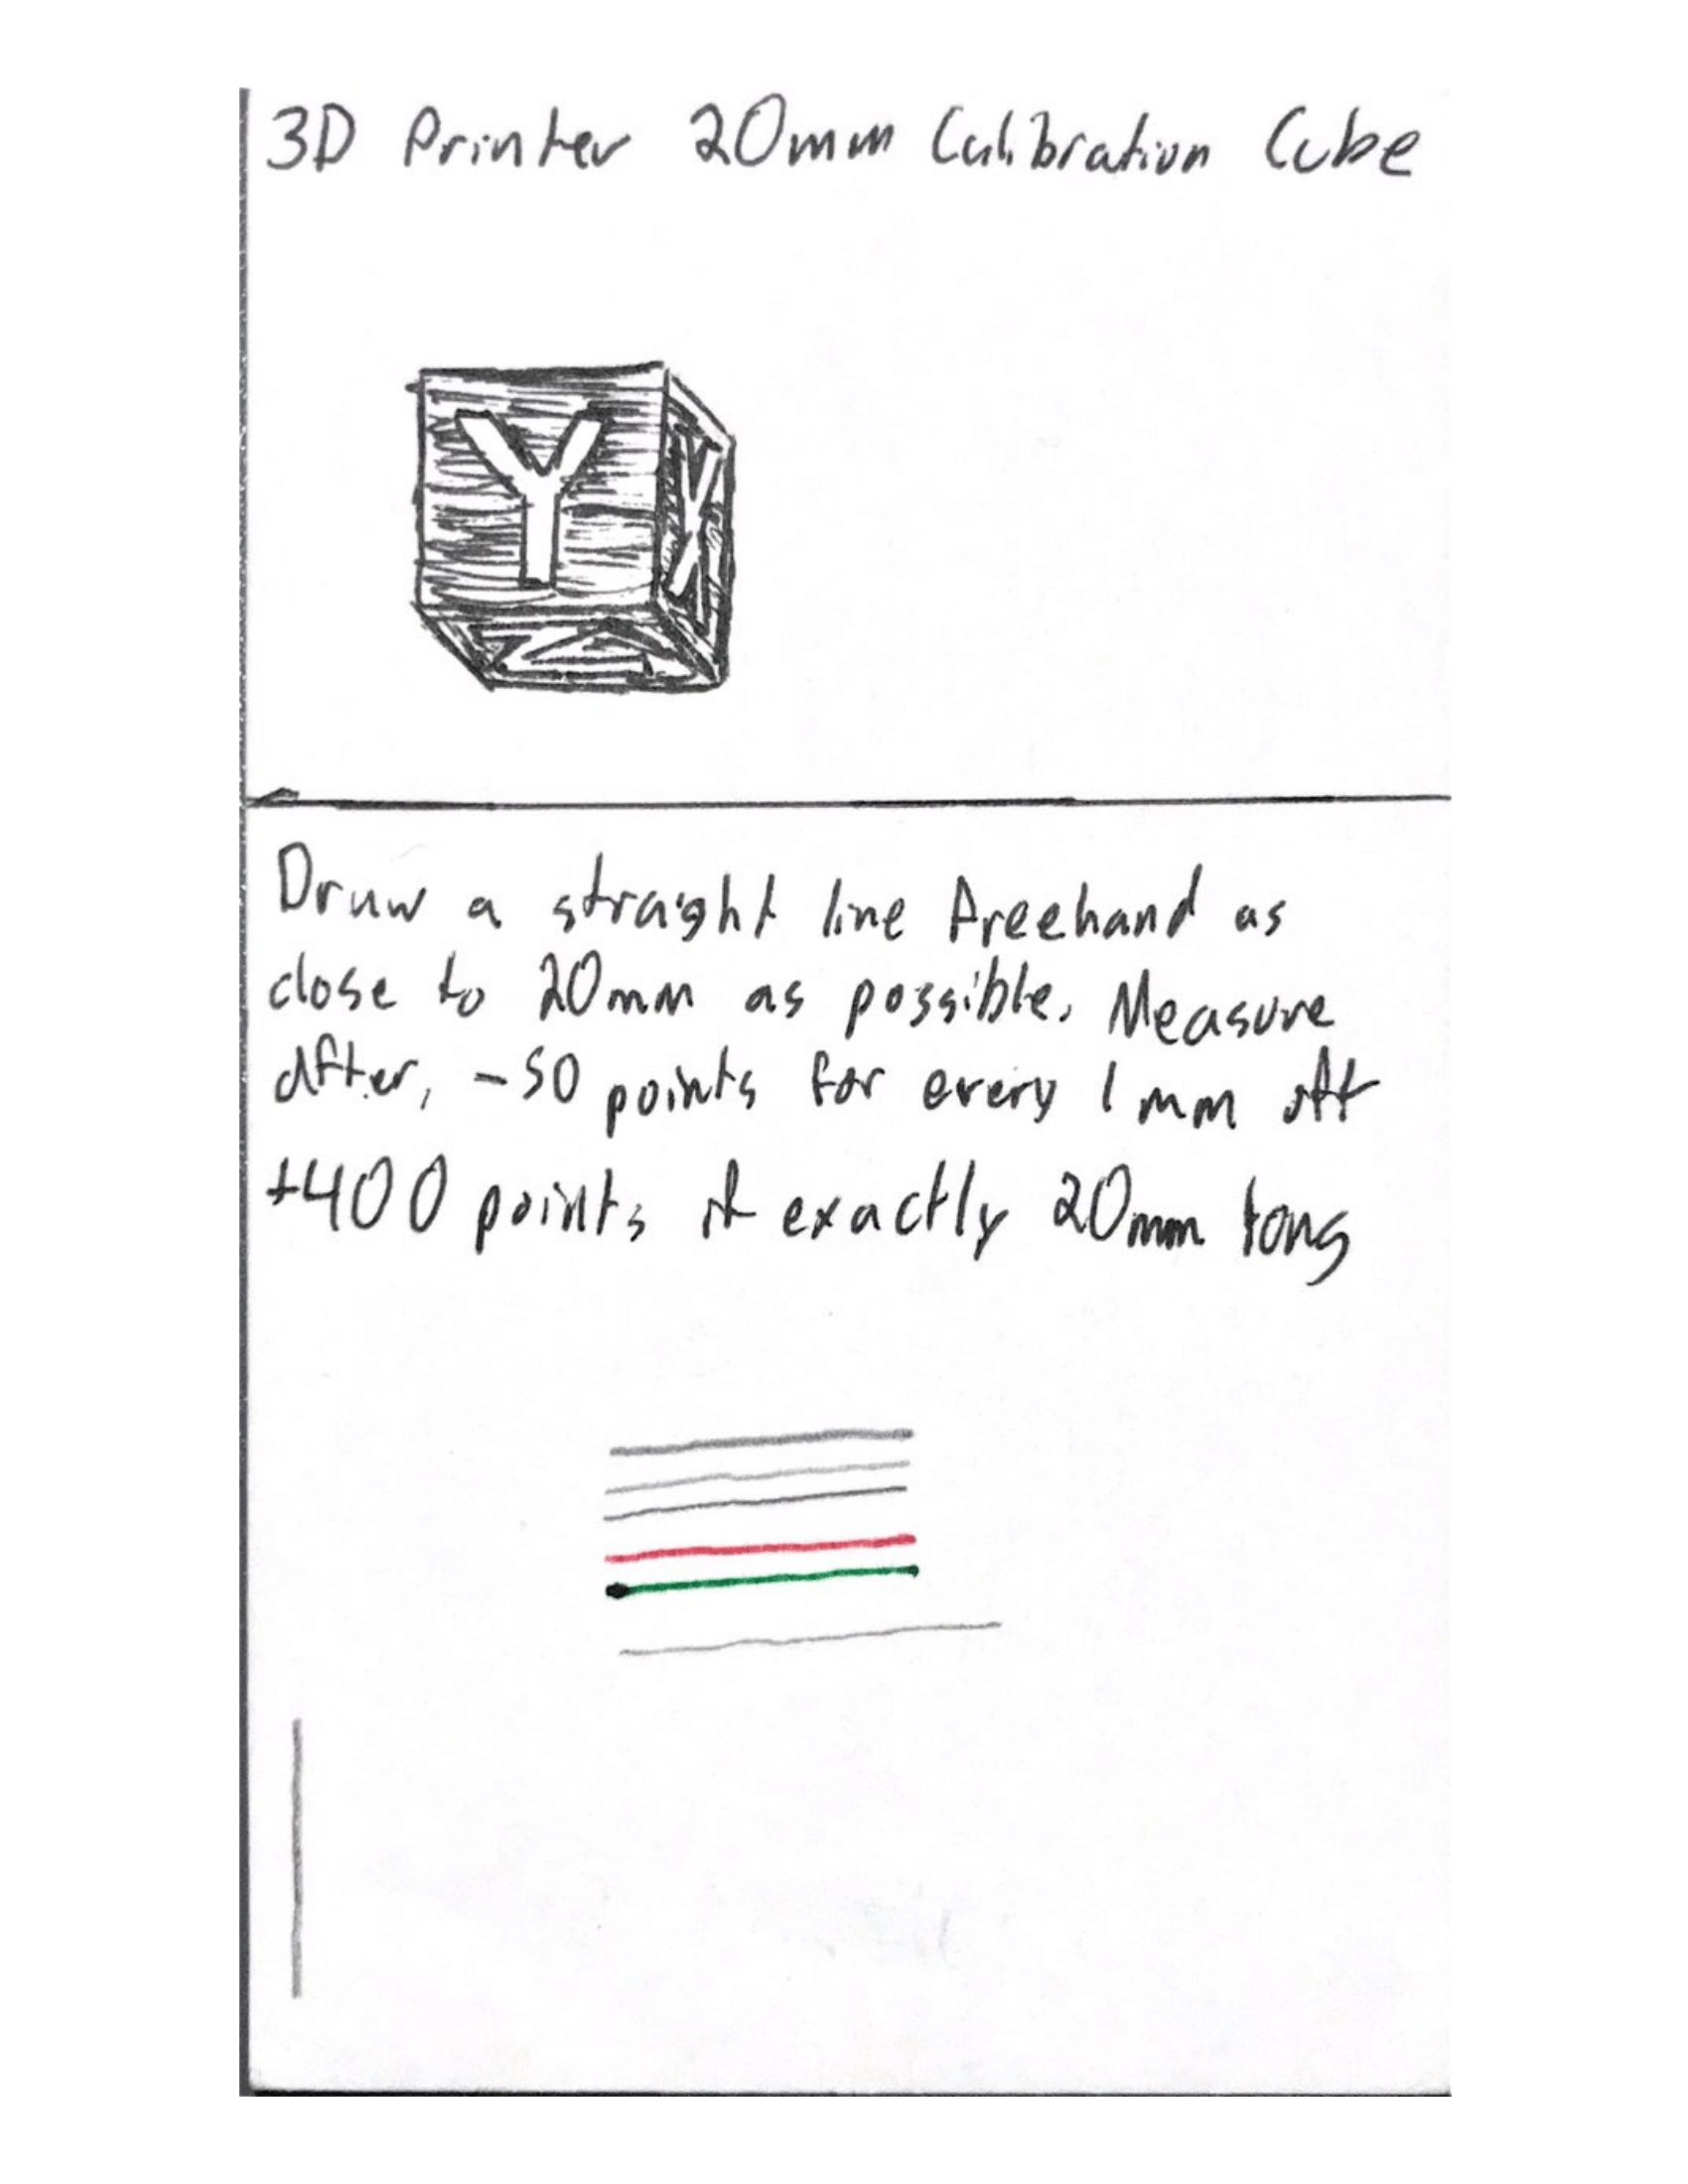 3D Printer 20mm Calibration Cube
Y
X
Z
Draw a straight line freehand as
close to 20mm as possible. Measure
after, -50 points for every 1mm off
+400 points if exactly 20mm long